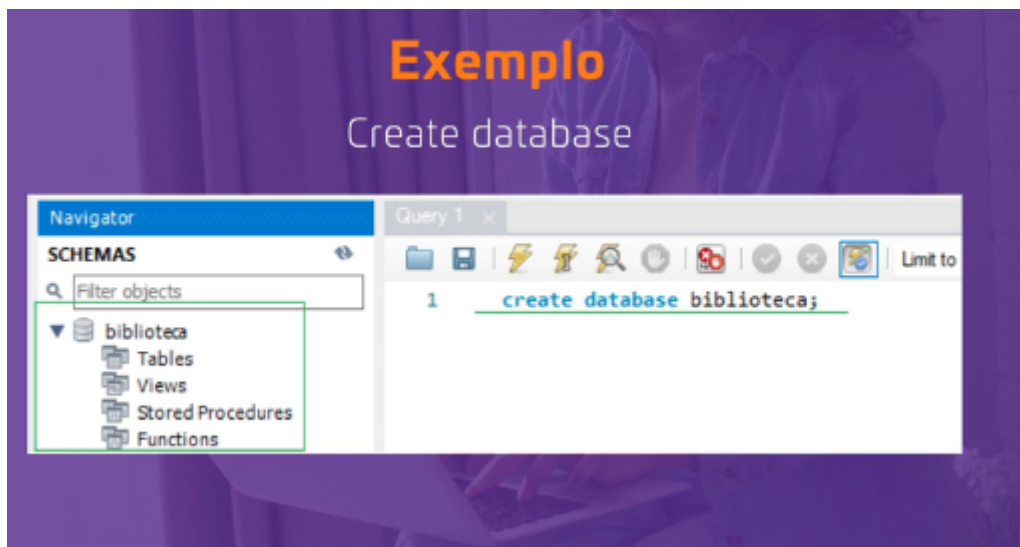 Exemplo
Create database
Navigator
Query 1 ×
SCHEMAS
Limit to
Filter objects
1 create database biblioteca;
biblioteca
Tables
Views
Stored Procedures
Functions